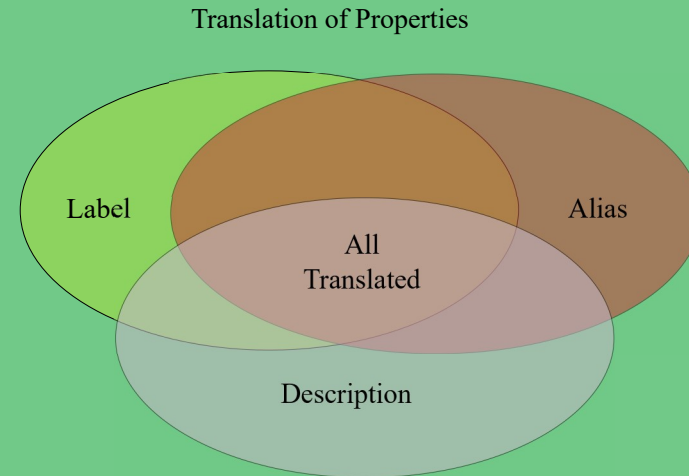 Translation of Properties
Label
Alias
All
Translated
Description